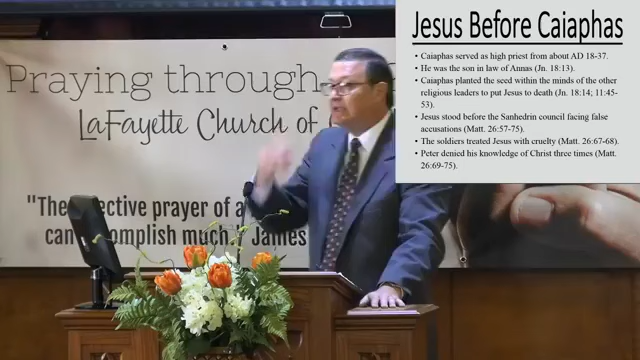 Jesus Before Caiaphas
• Caiaphas served as high priest from about AD 18-37.
• He was the son in law of Annas (Jn. 18:13).
• Caiaphas planted the seed within the minds of the other
religious leaders to put Jesus to death (Jn. 18:14; 11:45-
53).
• Jesus stood before the Sanhedrin council facing false
accusations (Matt. 26:57-75).
• The soldiers treated Jesus with cruelty (Matt. 26:67-68).
• Peter denied his knowledge of Christ three times (Matt.
26:69-75).
Praying through
LaFayette Church of
"The prayer of a
can much" James